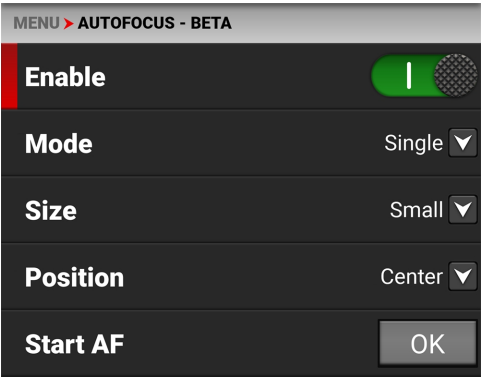 MENU > AUTOFOCUS - BETA
Enable
Mode Single
Size Small
Position Center
Start AF OK